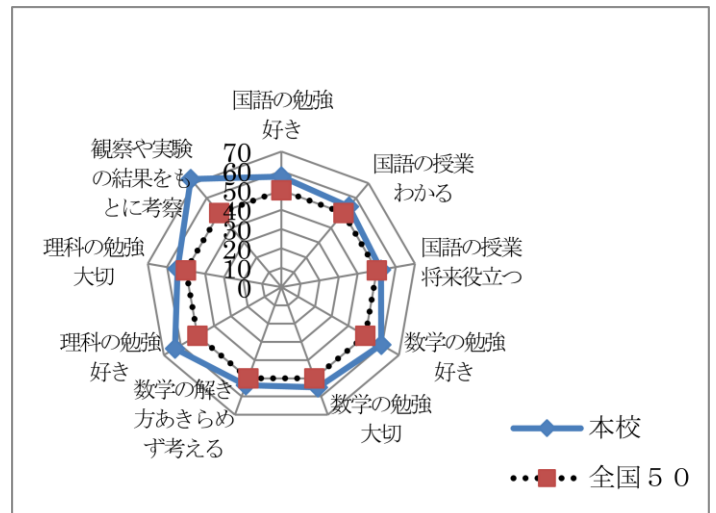 国語の勉強
好き
国語の授業
わかる
国語の授業
将来役立つ
数学の勉強
好き
数学の勉強
大切
数学の解き
方あきらめ
ず考える
理科の勉強
好き
理科の勉強
大切
観察や実験
の結果をも
とに考察
70
60
50
40
30
20
10
0
本校
全国５０